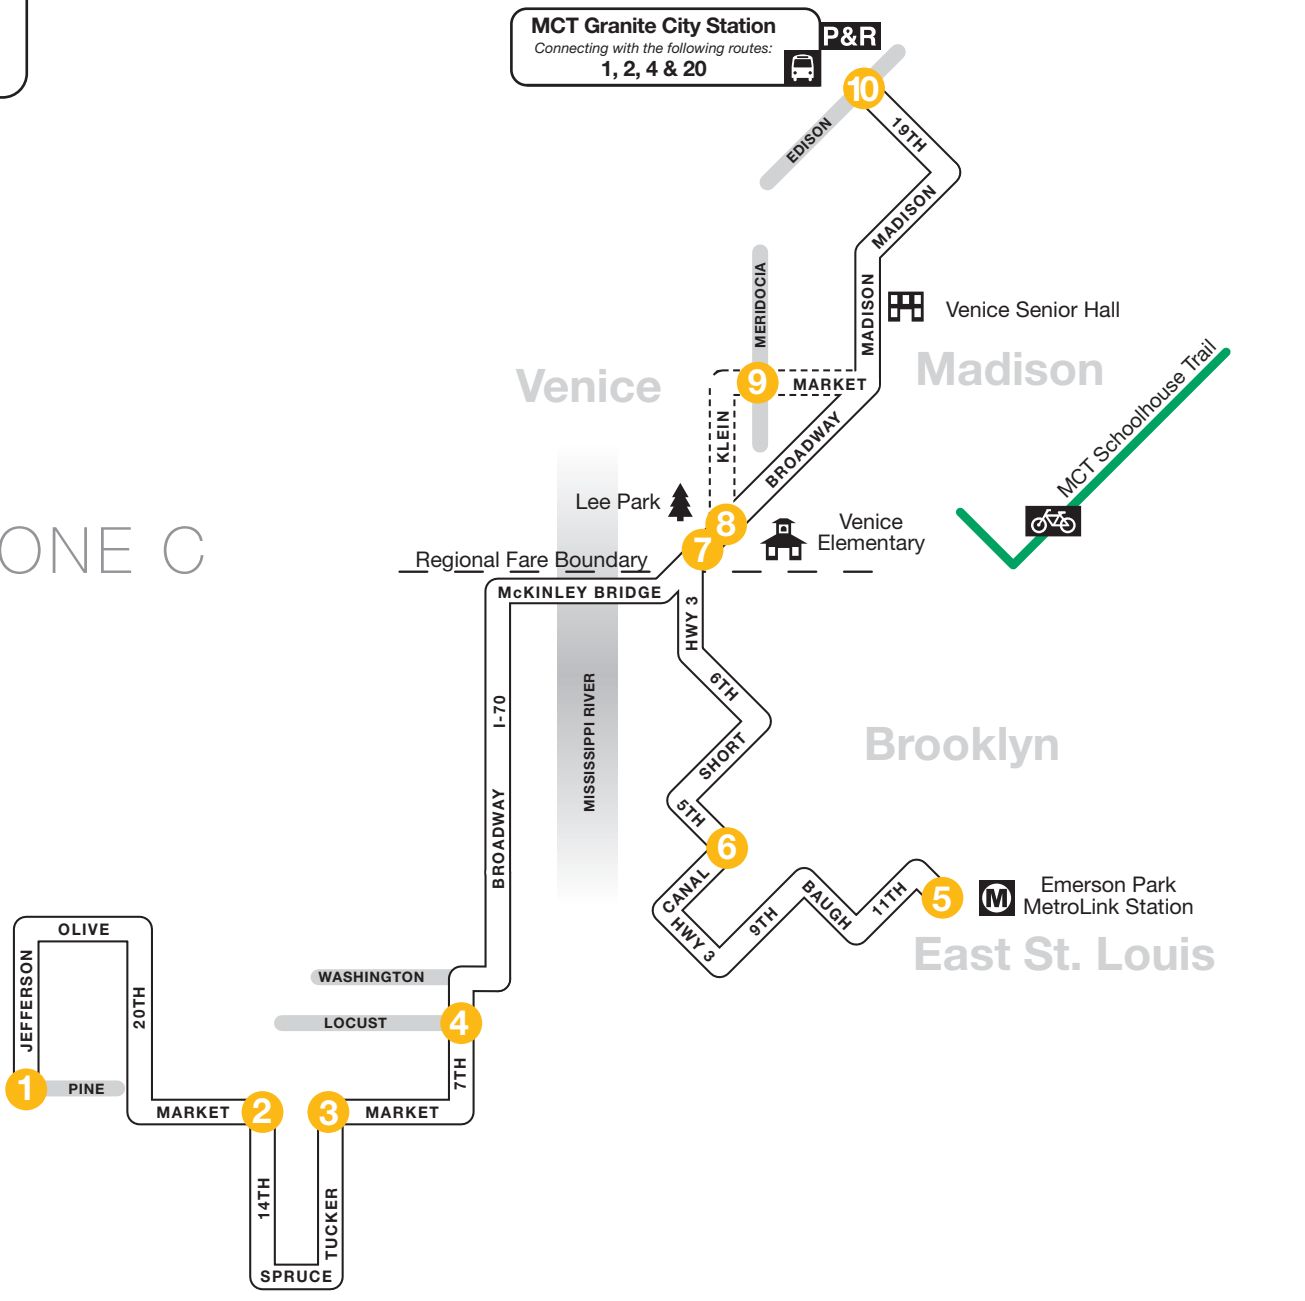 MCT Granite City Station
Connecting with the following routes:
1, 2, 4 & 20
P&R
10
19TH
EDISON
MADISON
MERIDOCIA
MADISON
Venice Senior Hall
Madison
Venice
9
MARKET
KLEIN
BROADWAY
MCT Schoolhouse Trail
Lee Park
8
Venice
Elementary
7
ONE C
Regional Fare Boundary
McKINLEY BRIDGE
HWY 3
6TH
I-70
MISSISSIPPI RIVER
SHORT
Brooklyn
5TH
BROADWAY
6
CANAL
HWY 3
9TH
BAUGH
11TH
5
M
Emerson Park
MetroLink Station
East St. Louis
OLIVE
JEFFERSON
20TH
WASHINGTON
LOCUST
4
7TH
1
PINE
MARKET
2
3
MARKET
14TH
TUCKER
SPRUCE